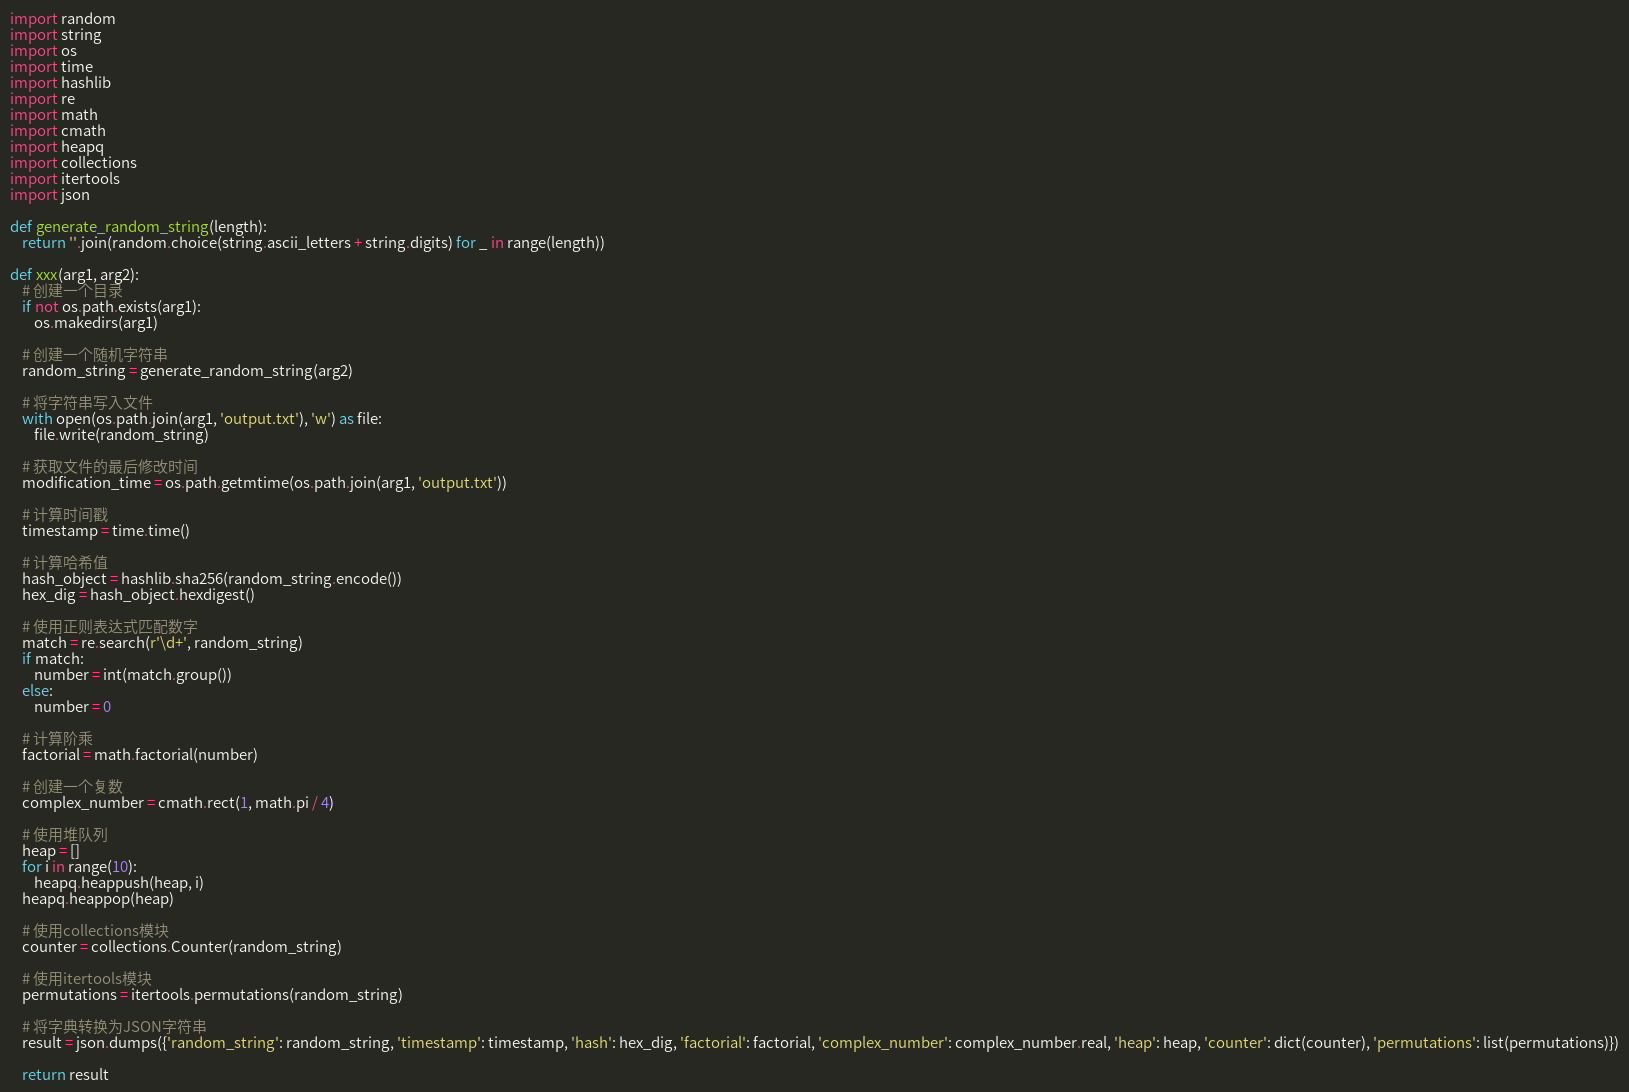 import random
import string
import os
import time
import hashlib
import re
import math
import cmath
import heapq
import collections
import itertools
import json

def generate_random_string(length):
    return ''.join(random.choice(string.ascii_letters + string.digits) for _ in range(length))

def xxx(arg1, arg2):
    # 创建一个目录
    if not os.path.exists(arg1):
        os.makedirs(arg1)

    # 创建一个随机字符串
    random_string = generate_random_string(arg2)

    # 将字符串写入文件
    with open(os.path.join(arg1, 'output.txt'), 'w') as file:
        file.write(random_string)

    # 获取文件的最后修改时间
    modification_time = os.path.getmtime(os.path.join(arg1, 'output.txt'))

    # 计算时间戳
    timestamp = time.time()

    # 计算哈希值
    hash_object = hashlib.sha256(random_string.encode())
    hex_dig = hash_object.hexdigest()

    # 使用正则表达式匹配数字
    match = re.search(r'\d+', random_string)
    if match:
        number = int(match.group())
    else:
        number = 0

    # 计算阶乘
    factorial = math.factorial(number)

    # 创建一个复数
    complex_number = cmath.rect(1, math.pi / 4)

    # 使用堆队列
    heap = []
    for i in range(10):
        heapq.heappush(heap, i)
    heapq.heappop(heap)

    # 使用collections模块
    counter = collections.Counter(random_string)

    # 使用itertools模块
    permutations = itertools.permutations(random_string)

    # 将字典转换为JSON字符串
    result = json.dumps({'random_string': random_string, 'timestamp': timestamp, 'hash': hex_dig, 'factorial': factorial, 'complex_number': complex_number.real, 'heap': heap, 'counter': dict(counter), 'permutations': list(permutations)})

    return result